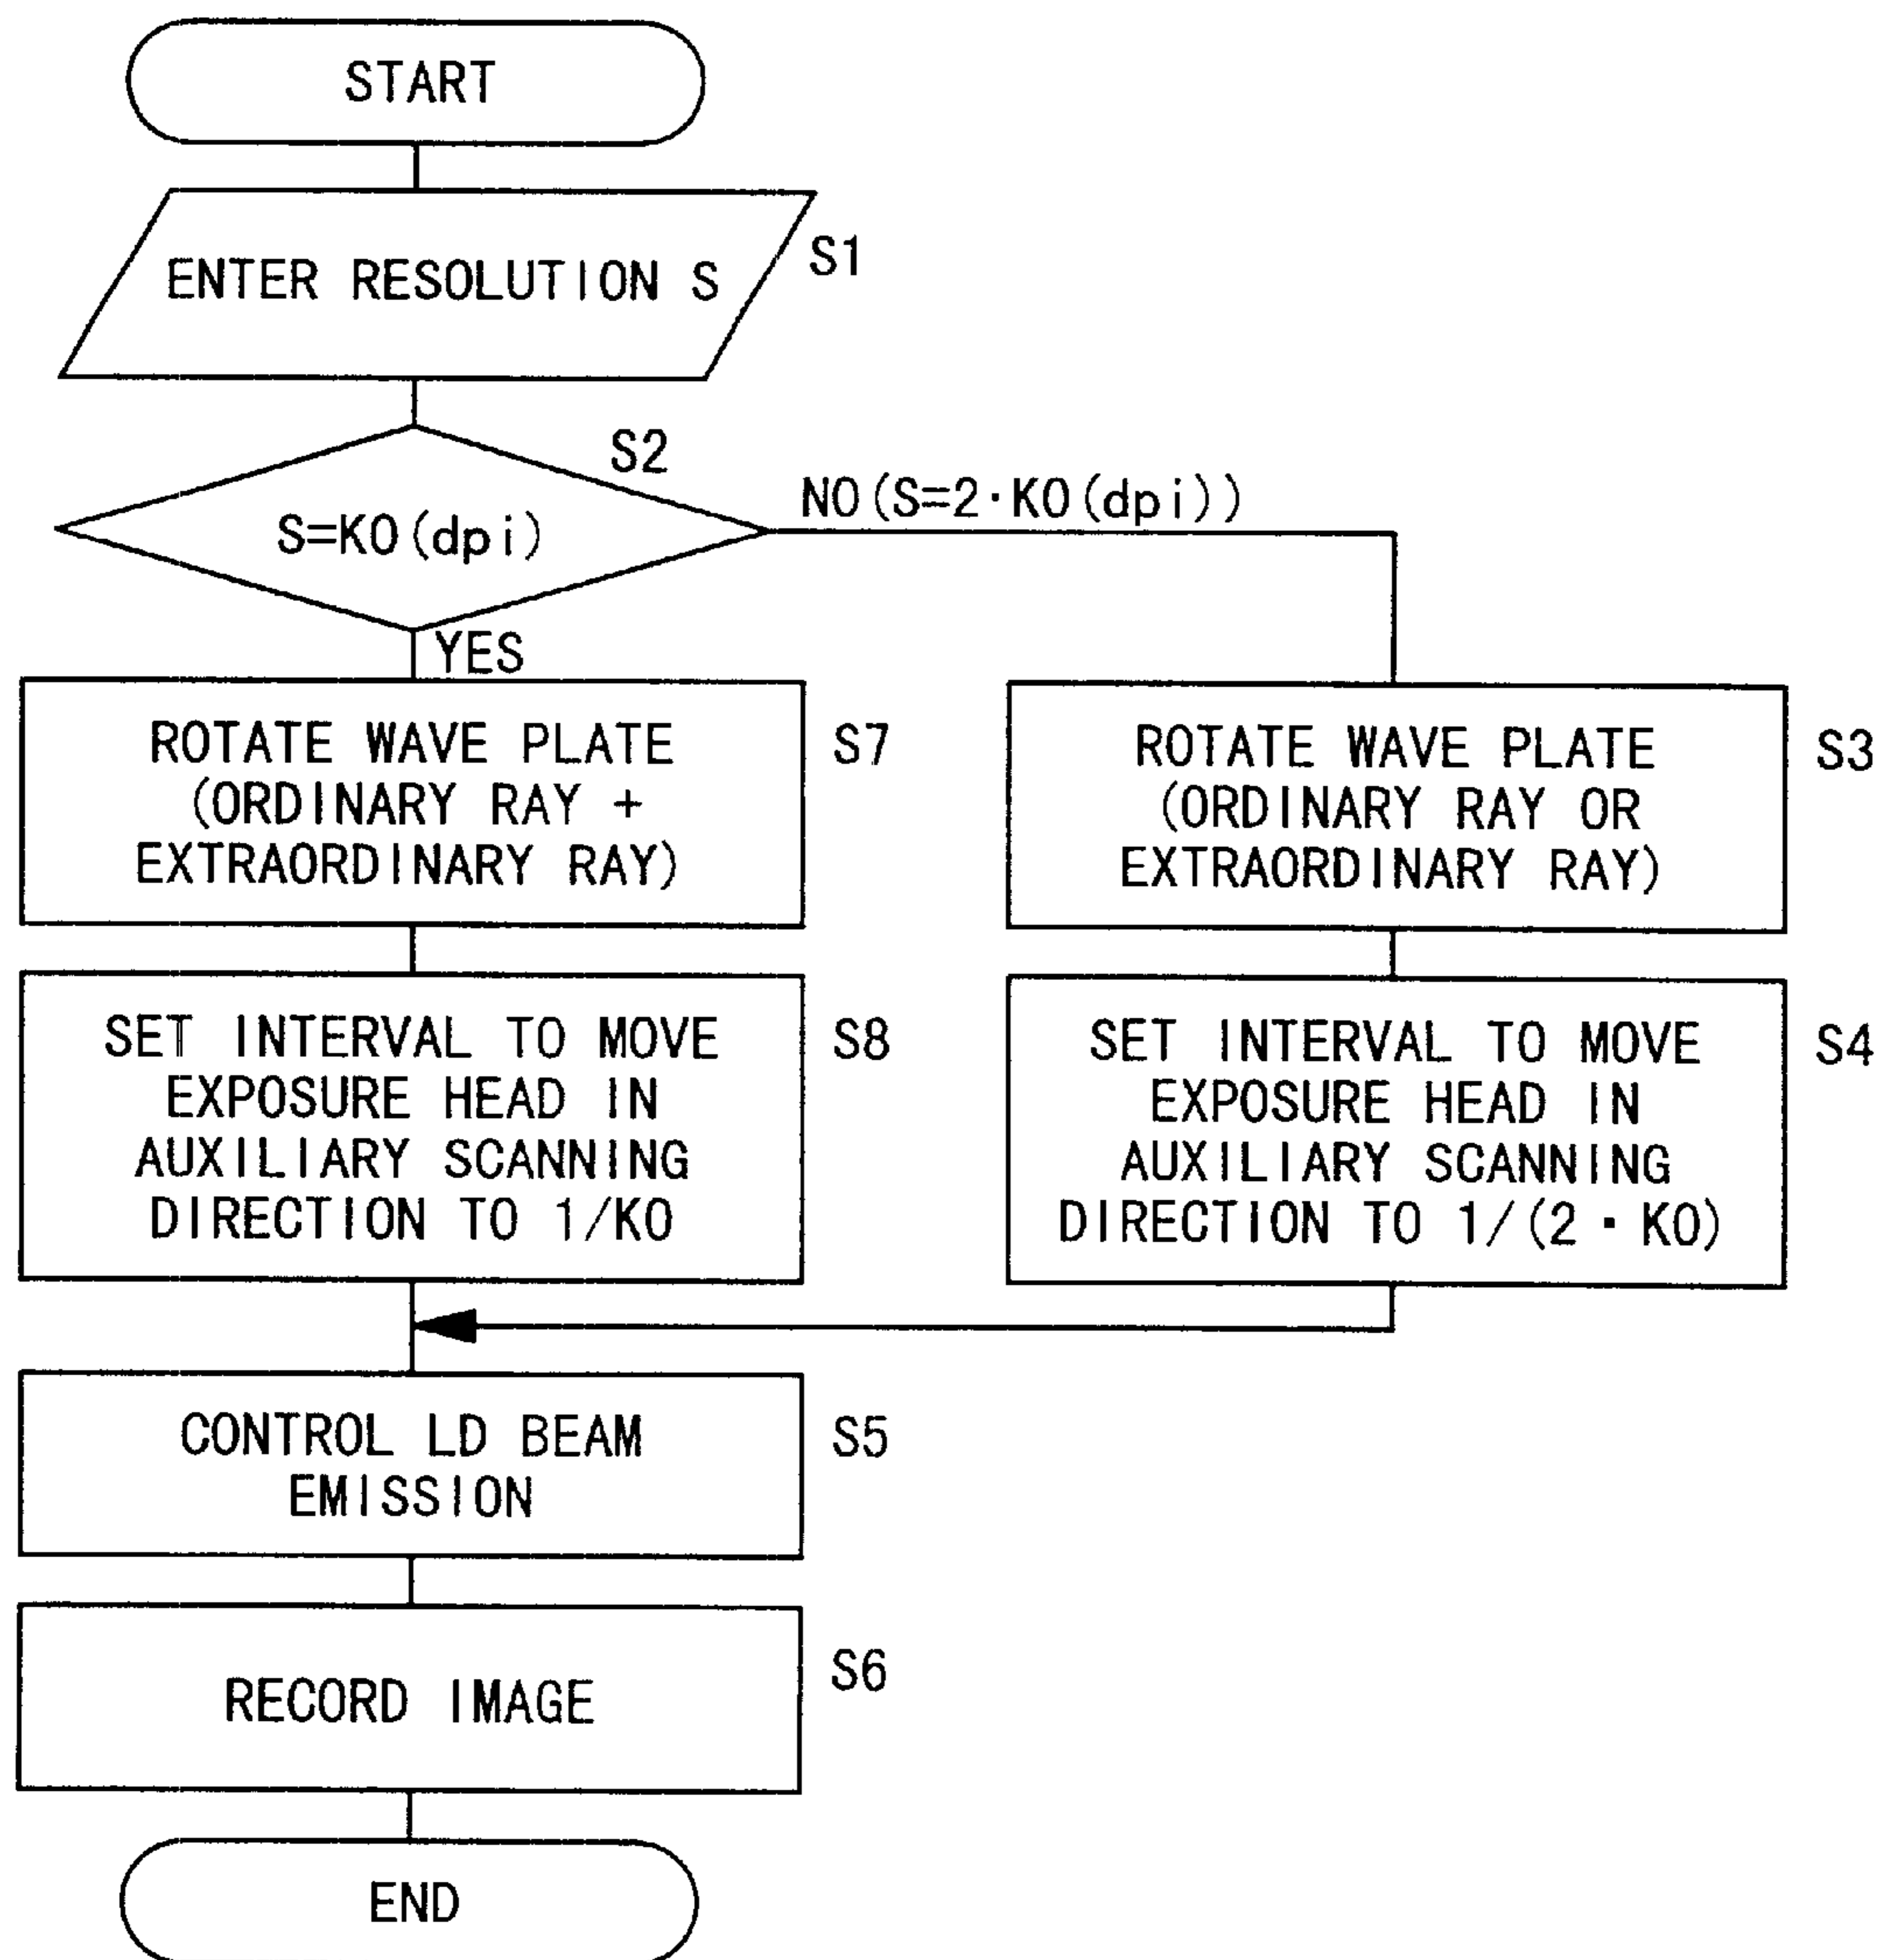 START
ENTER RESOLUTION S
S1
S2
S=K0(dpi)
NO(S=2·K0(dpi))
YES
ROTATE WAVE PLATE
(ORDINARY RAY +
EXTRAORDINARY RAY)
S7
ROTATE WAVE PLATE
(ORDINARY RAY OR
EXTRAORDINARY RAY)
S3
SET INTERVAL TO MOVE
EXPOSURE HEAD IN
AUXILIARY SCANNING
DIRECTION TO 1/K0
S8
SET INTERVAL TO MOVE
EXPOSURE HEAD IN
AUXILIARY SCANNING
DIRECTION TO 1/(2 · K0)
S4
CONTROL LD BEAM
EMISSION
S5
RECORD IMAGE
S6
END